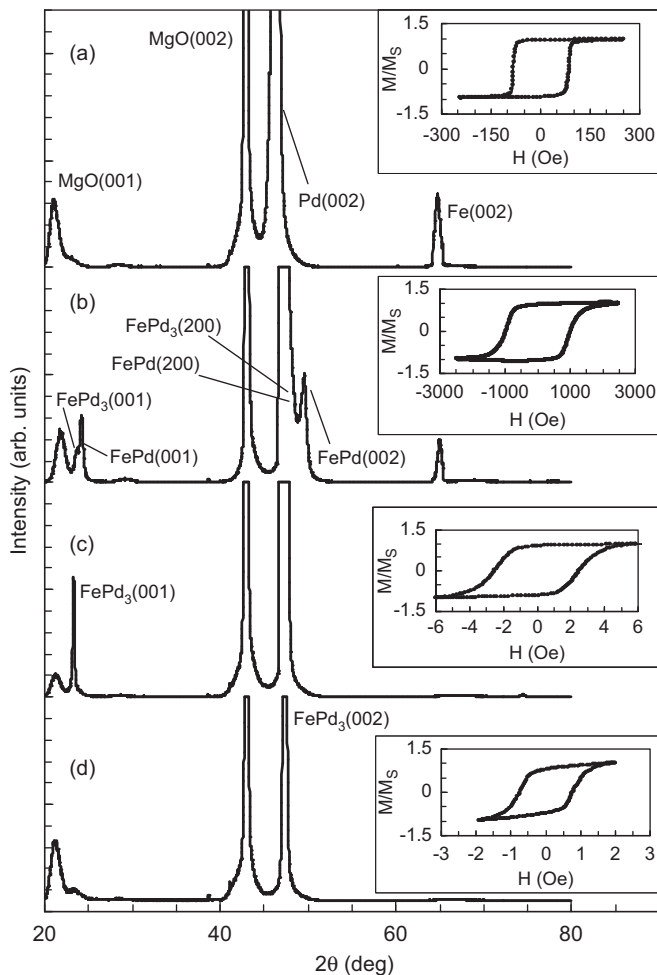 (a)
MgO(002)
MgO(001)
Pd(002)
Fe(002)
M/M_S
1.5
0
-1.5
-300 -150 0 150 300
H (Oe)
(b)
FePd₃(200)
FePd(200)
FePd₃(001)
FePd(001)
FePd(002)
M/M_S
1.5
0
-1.5
-3000 -1000 1000 3000
H (Oe)
Intensity (arb. units)
(c)
FePd₃(001)
M/M_S
1.5
0
-1.5
-6 -4 -2 0 2 4 6
H (Oe)
FePd₃(002)
(d)
M/M_S
1.5
0
-1.5
-3 -2 -1 0 1 2 3
H (Oe)
20 40 60 80
2θ (deg)